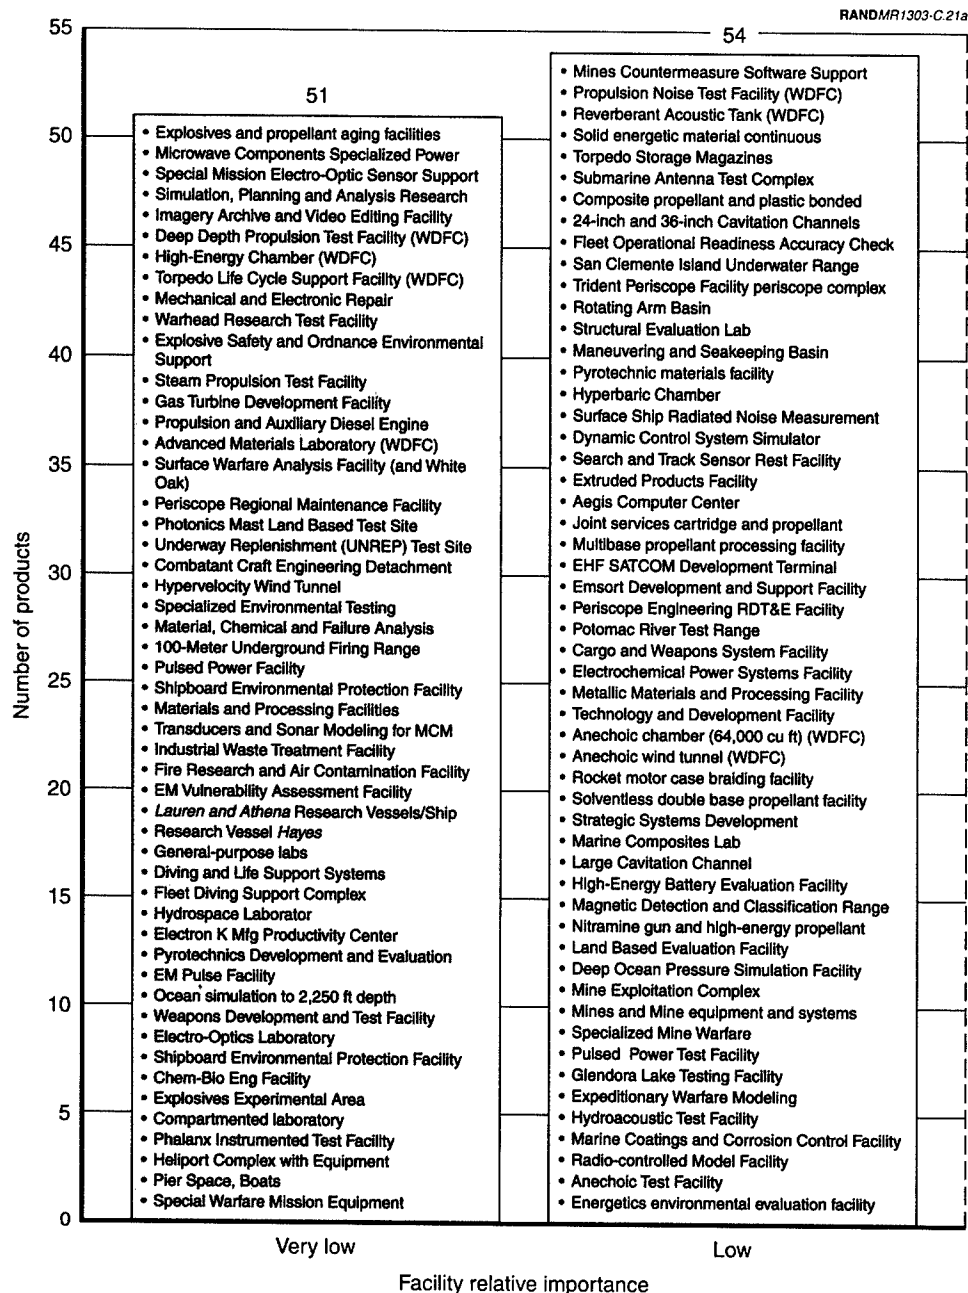 RANDMR1303-C.21a
55
50
45
40
35
30
25
20
15
10
5
0
Number of products
51
• Explosives and propellant aging facilities
• Microwave Components Specialized Power
• Special Mission Electro-Optic Sensor Support
• Simulation, Planning and Analysis Research
• Imagery Archive and Video Editing Facility
• Deep Depth Propulsion Test Facility (WDFC)
• High-Energy Chamber (WDFC)
• Torpedo Life Cycle Support Facility (WDFC)
• Mechanical and Electronic Repair
• Warhead Research Test Facility
• Explosive Safety and Ordnance Environmental
Support
• Steam Propulsion Test Facility
• Gas Turbine Development Facility
• Propulsion and Auxiliary Diesel Engine
• Advanced Materials Laboratory (WDFC)
• Surface Warfare Analysis Facility (and White
Oak)
• Periscope Regional Maintenance Facility
• Photonics Mast Land Based Test Site
• Underway Replenishment (UNREP) Test Site
• Combatant Craft Engineering Detachment
• Hypervelocity Wind Tunnel
• Specialized Environmental Testing
• Material, Chemical and Failure Analysis
• 100-Meter Underground Firing Range
• Pulsed Power Facility
• Shipboard Environmental Protection Facility
• Materials and Processing Facilities
• Transducers and Sonar Modeling for MCM
• Industrial Waste Treatment Facility
• Fire Research and Air Contamination Facility
• EM Vulnerability Assessment Facility
• Lauren and Athena Research Vessels/Ship
• Research Vessel Hayes
• General-purpose labs
• Diving and Life Support Systems
• Fleet Diving Support Complex
• Hydrospace Laborator
• Electron K Mfg Productivity Center
• Pyrotechnics Development and Evaluation
• EM Pulse Facility
• Ocean simulation to 2,250 ft depth
• Weapons Development and Test Facility
• Electro-Optics Laboratory
• Shipboard Environmental Protection Facility
• Chem-Bio Eng Facility
• Explosives Experimental Area
• Compartmented laboratory
• Phalanx Instrumented Test Facility
• Heliport Complex with Equipment
• Pier Space, Boats
• Special Warfare Mission Equipment
54
• Mines Countermeasure Software Support
• Propulsion Noise Test Facility (WDFC)
• Reverberant Acoustic Tank (WDFC)
• Solid energetic material continuous
• Torpedo Storage Magazines
• Submarine Antenna Test Complex
• Composite propellant and plastic bonded
• 24-inch and 36-inch Cavitation Channels
• Fleet Operational Readiness Accuracy Check
• San Clemente Island Underwater Range
• Trident Periscope Facility periscope complex
• Rotating Arm Basin
• Structural Evaluation Lab
• Maneuvering and Seakeeping Basin
• Pyrotechnic materials facility
• Hyperbaric Chamber
• Surface Ship Radiated Noise Measurement
• Dynamic Control System Simulator
• Search and Track Sensor Rest Facility
• Extruded Products Facility
• Aegis Computer Center
• Joint services cartridge and propellant
• Multibase propellant processing facility
• EHF SATCOM Development Terminal
• Emsort Development and Support Facility
• Periscope Engineering RDT&E Facility
• Potomac River Test Range
• Cargo and Weapons System Facility
• Electrochemical Power Systems Facility
• Metallic Materials and Processing Facility
• Technology and Development Facility
• Anechoic chamber (64,000 cu ft) (WDFC)
• Anechoic wind tunnel (WDFC)
• Rocket motor case braiding facility
• Solventless double base propellant facility
• Strategic Systems Development
• Marine Composites Lab
• Large Cavitation Channel
• High-Energy Battery Evaluation Facility
• Magnetic Detection and Classification Range
• Nitramine gun and high-energy propellant
• Land Based Evaluation Facility
• Deep Ocean Pressure Simulation Facility
• Mine Exploitation Complex
• Mines and Mine equipment and systems
• Specialized Mine Warfare
• Pulsed Power Test Facility
• Glendora Lake Testing Facility
• Expeditionary Warfare Modeling
• Hydroacoustic Test Facility
• Marine Coatings and Corrosion Control Facility
• Radio-controlled Model Facility
• Anechoic Test Facility
• Energetics environmental evaluation facility
Very low
Low
Facility relative importance